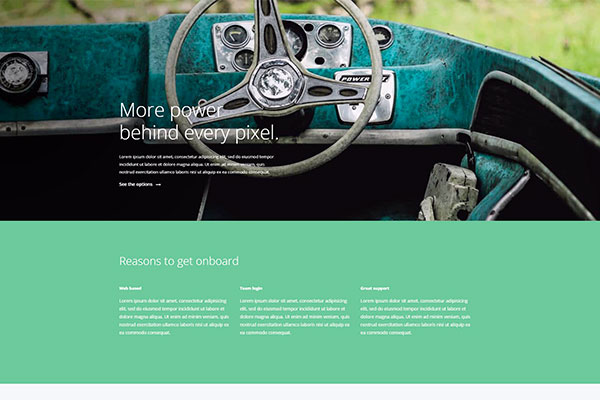 POWER
More power
behind every pixel.
Lorem ipsum dolor sit amet, consectetur adipiscing elit, sed do eiusmod tempor
incididunt ut labore et dolore magna aliqua. Ut enim ad minim veniam, quis
nostrud exercitation ullamco laboris nisi ut aliquip ex ea commodo consequat.
See the options →
Reasons to get onboard
Web based
Lorem ipsum dolor sit amet, consectetur adipiscing
elit, sed do eiusmod tempor incididunt ut labore et
dolore magna aliqua. Ut enim ad minim veniam, quis
nostrud exercitation ullamco laboris nisi ut aliquip ex
ea commodo consequat.
Team login
Lorem ipsum dolor sit amet, consectetur adipiscing
elit, sed do eiusmod tempor incididunt ut labore et
dolore magna aliqua. Ut enim ad minim veniam, quis
nostrud exercitation ullamco laboris nisi ut aliquip ex
ea commodo consequat.
Great support
Lorem ipsum dolor sit amet, consectetur adipiscing
elit, sed do eiusmod tempor incididunt ut labore et
dolore magna aliqua. Ut enim ad minim veniam, quis
nostrud exercitation ullamco laboris nisi ut aliquip ex
ea commodo consequat.